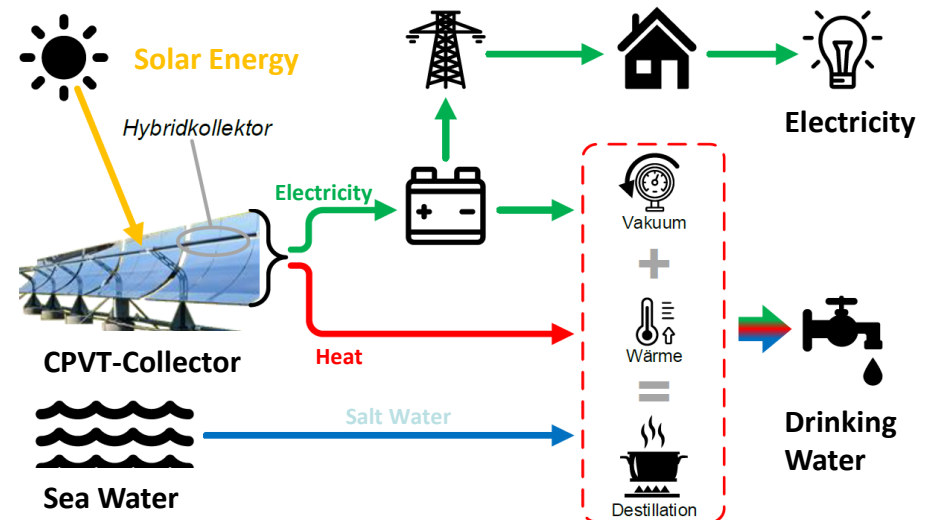 Solar Energy
Hybridkollektor
Electricity
Electricity
Vakuum
+
Wärme
=
Heat
CPVT-Collector
Salt Water
Drinking
Water
Sea Water
Destillation